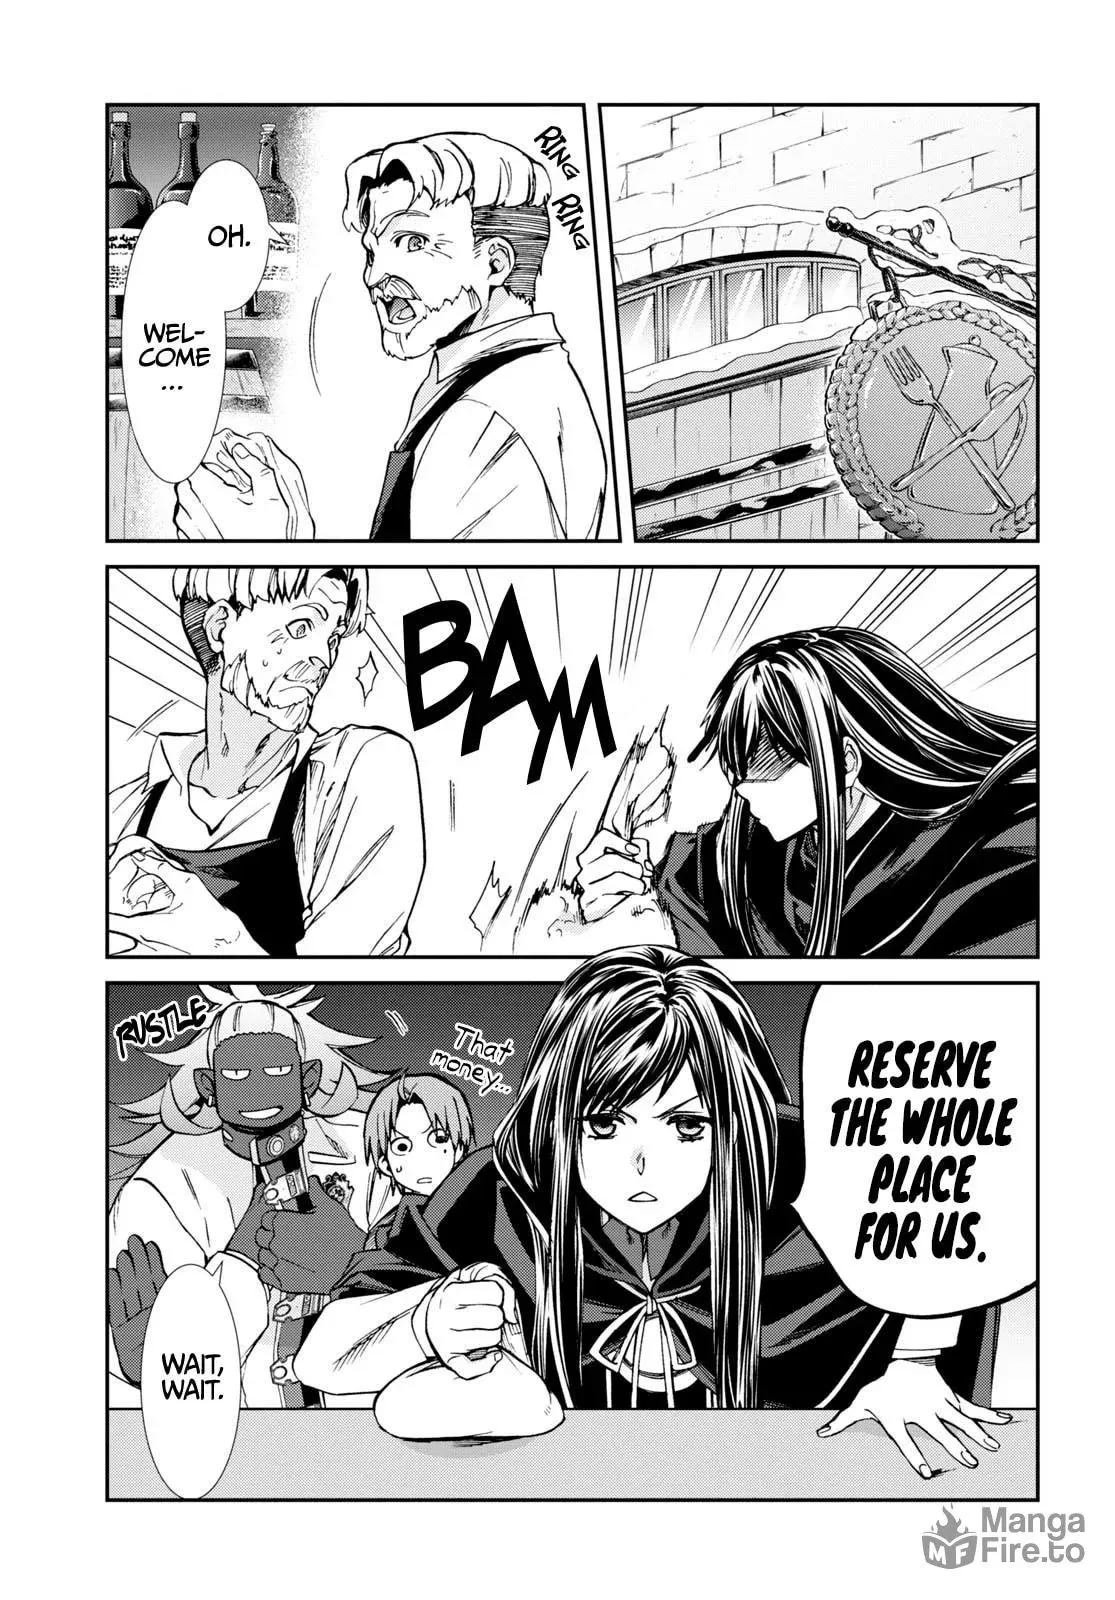 RING RING
OH.
WEL-
COME
...
BAM
RESERVE
THE WHOLE
PLACE
FOR US.
That
money...
RUSTLE
WAIT,
WAIT.
Manga
Fire.to
MF